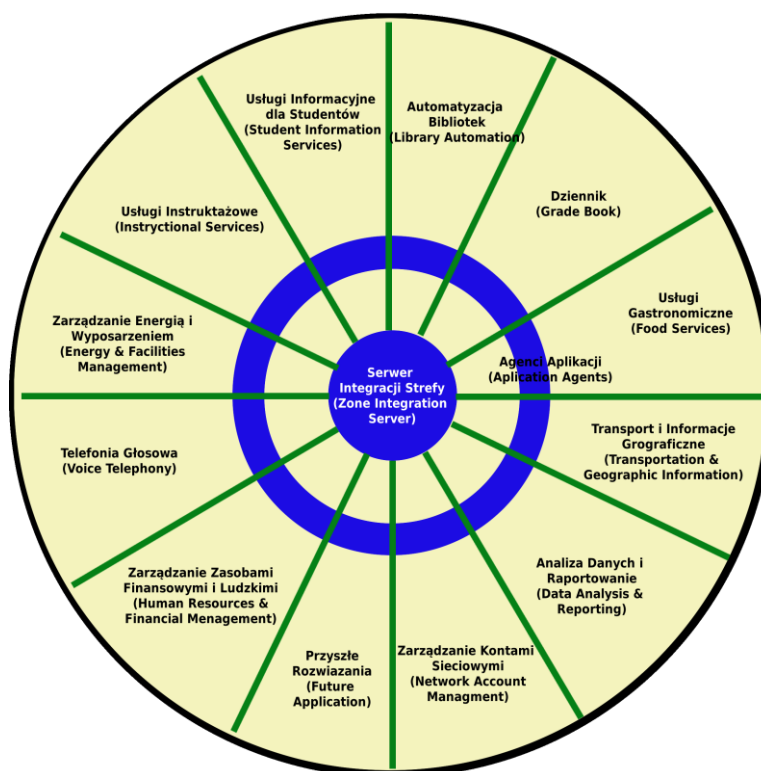 Usługi Informacyjne
dla Studentów
(Student Information
Services)
Automatyzacja
Bibliotek
(Library Automation)
Dziennik
(Grade Book)
Usługi Instruktażowe
(Instryctional Services)
Usługi
Gastronomiczne
(Food Services)
Zarządzanie Energią i
Wyposarzeniem
(Energy & Facilities
Management)
Agenci Aplikacji
(Aplication Agents)
Serwer
Integracji Strefy
(Zone Integration
Server)
Telefonia Głosowa
(Voice Telephony)
Transport i Informacje
Grograficzne
(Transportation &
Geographic Information)
Zarządzanie Zasobami
Finansowymi i Ludzkimi
(Human Resources &
Financial Menagement)
Analiza Danych i
Raportowanie
(Data Analysis &
Reporting)
Przyszłe
Rozwiazania
(Future
Application)
Zarządzanie Kontami
Sieciowymi
(Network Account
Managment)